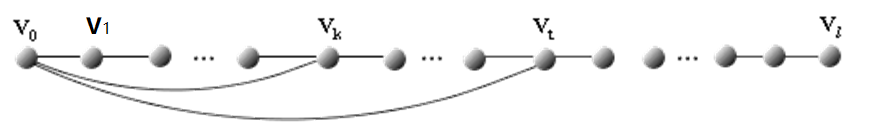 V₀ V₁ ... Vₖ ... Vₜ ... Vₗ